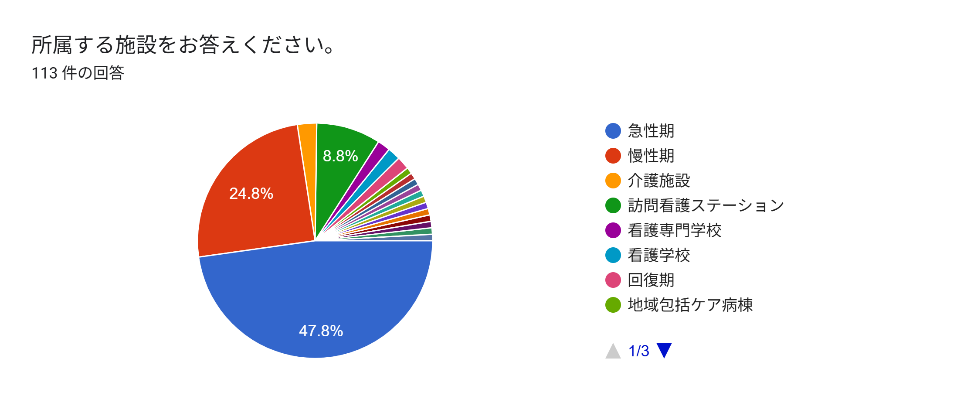 所属する施設をお答えください。
113 件の回答
8.8%
24.8%
47.8%
急性期
慢性期
介護施設
訪問看護ステーション
看護専門学校
看護学校
回復期
地域包括ケア病棟
1/3